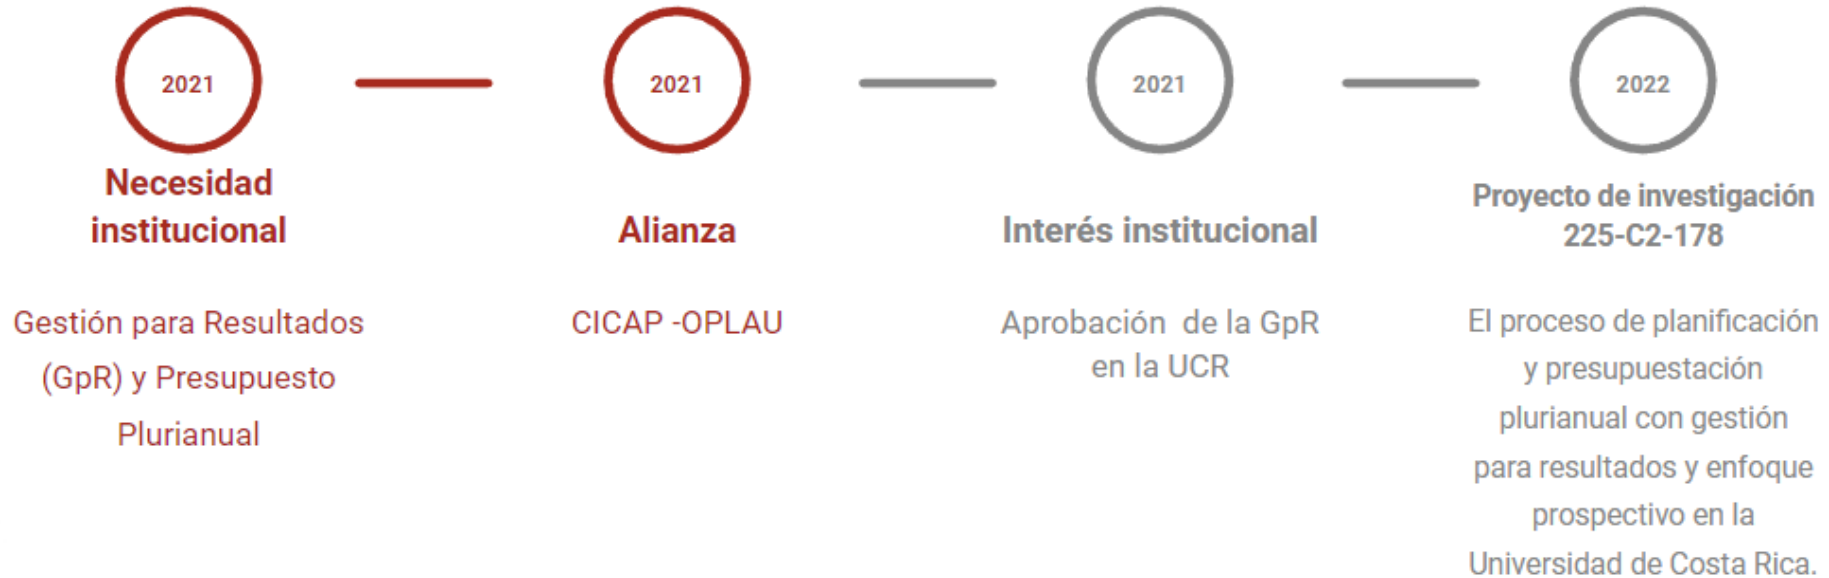 2021
Necesidad
institucional
Gestión para Resultados
(GpR) y Presupuesto
Plurianual
2021
Alianza
CICAP -OPLAU
2021
Interés institucional
Aprobación de la GpR
en la UCR
2022
Proyecto de investigación
225-C2-178
El proceso de planificación
y presupuestación
plurianual con gestión
para resultados y enfoque
prospectivo en la
Universidad de Costa Rica.